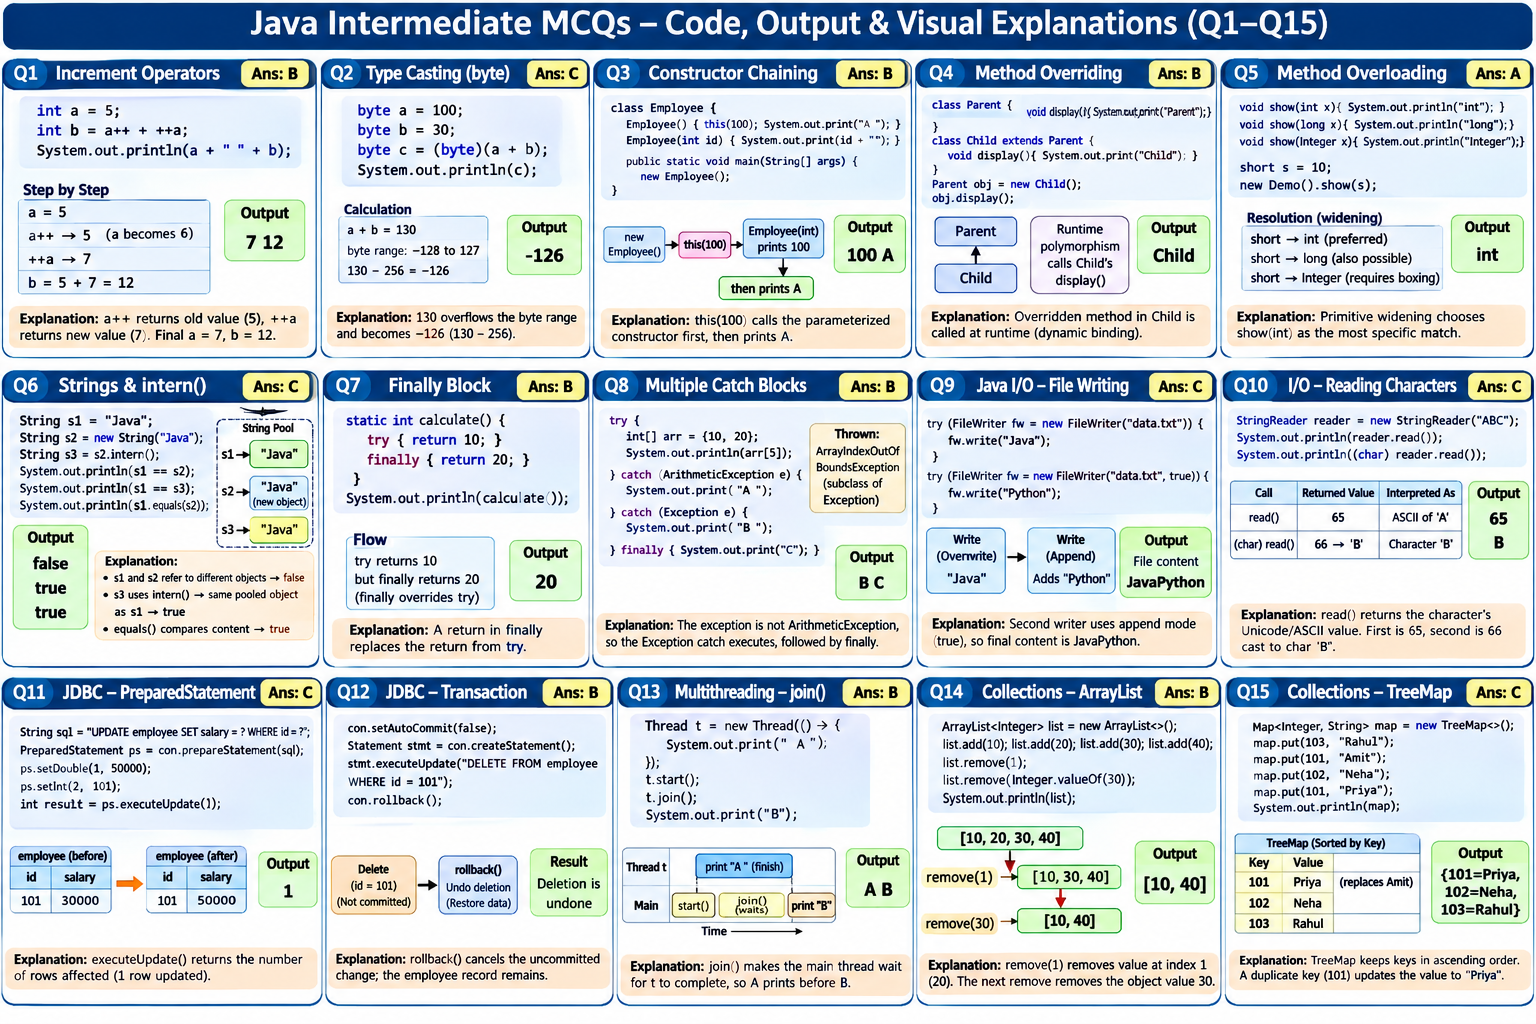 Java Intermediate MCQs – Code, Output & Visual Explanations (Q1–Q15)
Q1 Increment Operators Ans: B
int a = 5;
int b = a++ + ++a;
System.out.println(a + " " + b);
Step by Step
a = 5
a++ → 5 (a becomes 6)
++a → 7
b = 5 + 7 = 12
Output
7 12
Explanation: a++ returns old value (5), ++a
returns new value (7). Final a = 7, b = 12.
Q2 Type Casting (byte) Ans: C
byte a = 100;
byte b = 30;
byte c = (byte)(a + b);
System.out.println(c);
Calculation
a + b = 130
byte range: −128 to 127
130 − 256 = −126
Output
−126
Explanation: 130 overflows the byte range
and becomes −126 (130 – 256).
Q3 Constructor Chaining Ans: B
class Employee {
Employee() { this(100); System.out.print("A "); }
Employee(int id) { System.out.print(id + ""); }
public static void main(String[] args) {
new Employee();
}
new
Employee()
this(100)
Employee(int)
prints 100
then prints A
Output
100 A
Explanation: this(100) calls the parameterized
constructor first, then prints A.
Q4 Method Overriding Ans: B
class Parent {
void display(){ System.out.print("Parent"); }
}
class Child extends Parent {
void display(){ System.out.print("Child"); }
}
Parent obj = new Child();
obj.display();
Parent
Child
Runtime
polymorphism
calls Child's
display()
Output
Child
Explanation: Overridden method in Child is
called at runtime (dynamic binding).
Q5 Method Overloading Ans: A
void show(int x){ System.out.println("int"); }
void show(long x){ System.out.println("long");}
void show(Integer x){ System.out.println("Integer");}
short s = 10;
new Demo().show(s);
Resolution (widening)
short → int (preferred)
short → long (also possible)
short → Integer (requires boxing)
Output
int
Explanation: Primitive widening chooses
show(int) as the most specific match.
Q6 Strings & intern() Ans: C
String s1 = "Java";
String s2 = new String("Java");
String s3 = s2.intern();
System.out.println(s1 == s2);
System.out.println(s1 == s3);
System.out.println(s1.equals(s2));
String Pool
s1 → "Java"
s2 → "Java"
(new object)
s3 → "Java"
Output
false
true
true
Explanation:
• s1 and s2 refer to different objects → false
• s3 uses intern() → same pooled object
as s1 → true
• equals() compares content → true
Q7 Finally Block Ans: B
static int calculate() {
try { return 10; }
finally { return 20; }
}
System.out.println(calculate());
Flow
try returns 10
but finally returns 20
(finally overrides try)
Output
20
Explanation: A return in finally
replaces the return from try.
Q8 Multiple Catch Blocks Ans: B
try {
int[] arr = {10, 20};
System.out.println(arr[5]);
} catch (ArithmeticException e) {
System.out.print( "A ");
} catch (Exception e) {
System.out.print( "B ");
} finally { System.out.print("C"); }
Thrown:
ArrayIndexOutOf
BoundsException
(subclass of
Exception)
Output
B C
Explanation: The exception is not ArithmeticException,
so the Exception catch executes, followed by finally.
Q9 Java I/O – File Writing Ans: C
try (FileWriter fw = new FileWriter("data.txt")) {
fw.write("Java");
}
try (FileWriter fw = new FileWriter("data.txt", true)) {
fw.write("Python");
}
Write
(Overwrite)
"Java"
Write
(Append)
Adds "Python"
Output
File content
JavaPython
Explanation: Second writer uses append mode
(true), so final content is JavaPython.
Q10 I/O – Reading Characters Ans: C
StringReader reader = new StringReader("ABC");
System.out.println(reader.read());
System.out.println((char) reader.read());
Call Returned Value Interpreted As
read() 65 ASCII of 'A'
(char) read() 66 → 'B' Character 'B'
Output
65
B
Explanation: read() returns the character's
Unicode/ASCII value. First is 65, second is 66
cast to char 'B".
Q11 JDBC – PreparedStatement Ans: C
String sql = "UPDATE employee SET salary = ? WHERE id = ?";
PreparedStatement ps = con.prepareStatement(sql);
ps.setDouble(1, 50000);
ps.setInt(2, 101);
int result = ps.executeUpdate();
employee (before)
id salary
101 30000
employee (after)
id salary
101 50000
Output
1
Explanation: executeUpdate() returns the number
of rows affected (1 row updated).
Q12 JDBC – Transaction Ans: B
con.setAutoCommit(false);
Statement stmt = con.createStatement();
stmt.executeUpdate("DELETE FROM employee
WHERE id = 101");
con.rollback();
Delete
(id = 101)
(Not committed)
rollback()
Undo deletion
(Restore data)
Result
Deletion is
undone
Explanation: rollback() cancels the uncommitted
change; the employee record remains.
Q13 Multithreading – join() Ans: B
Thread t = new Thread(() → {
System.out.print(" A ");
});
t.start();
t.join();
System.out.print("B");
Thread t print "A " (finish)
Main start() join()
(waits) print "B"
Time
Output
A B
Explanation: join() makes the main thread wait
for t to complete, so A prints before B.
Q14 Collections – ArrayList Ans: B
ArrayList<Integer> list = new ArrayList<>();
list.add(10); list.add(20); list.add(30); list.add(40);
list.remove(1);
list.remove(Integer.valueOf(30));
System.out.println(list);
[10, 20, 30, 40]
remove(1) → [10, 30, 40]
remove(30) → [10, 40]
Output
[10, 40]
Explanation: remove(1) removes value at index 1
(20). The next remove removes the object value 30.
Q15 Collections – TreeMap Ans: C
Map<Integer, String> map = new TreeMap<>();
map.put(103, "Rahul");
map.put(101, "Amit");
map.put(102, "Neha");
map.put(101, "Priya");
System.out.println(map);
TreeMap (Sorted by Key)
Key Value
101 Priya (replaces Amit)
102 Neha
103 Rahul
Output
{101=Priya,
102=Neha,
103=Rahul}
Explanation: TreeMap keeps keys in ascending order.
A duplicate key (101) updates the value to "Priya".